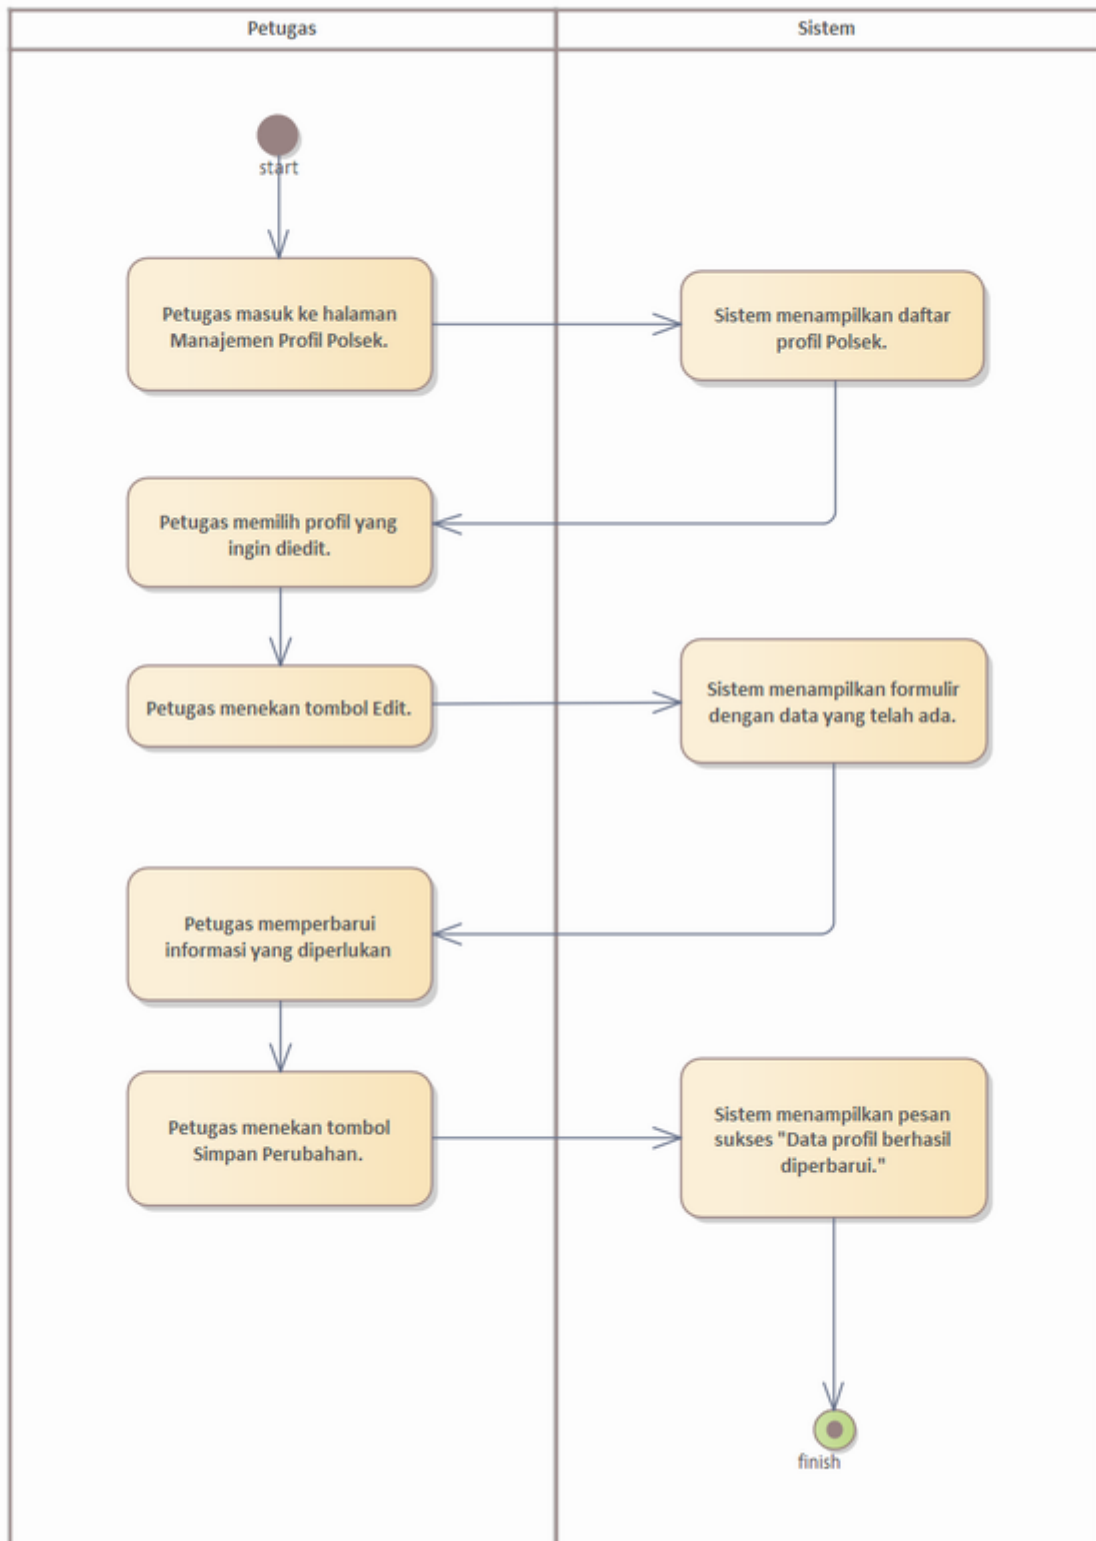 Petugas
Sistem
start
Petugas masuk ke halaman
Manajemen Profil Polsek.
Sistem menampilkan daftar
profil Polsek.
Petugas memilih profil yang
ingin diedit.
Petugas menekan tombol Edit.
Sistem menampilkan formulir
dengan data yang telah ada.
Petugas memperbarui
informasi yang diperlukan
Petugas menekan tombol
Simpan Perubahan.
Sistem menampilkan pesan
sukses "Data profil berhasil
diperbarui."
finish